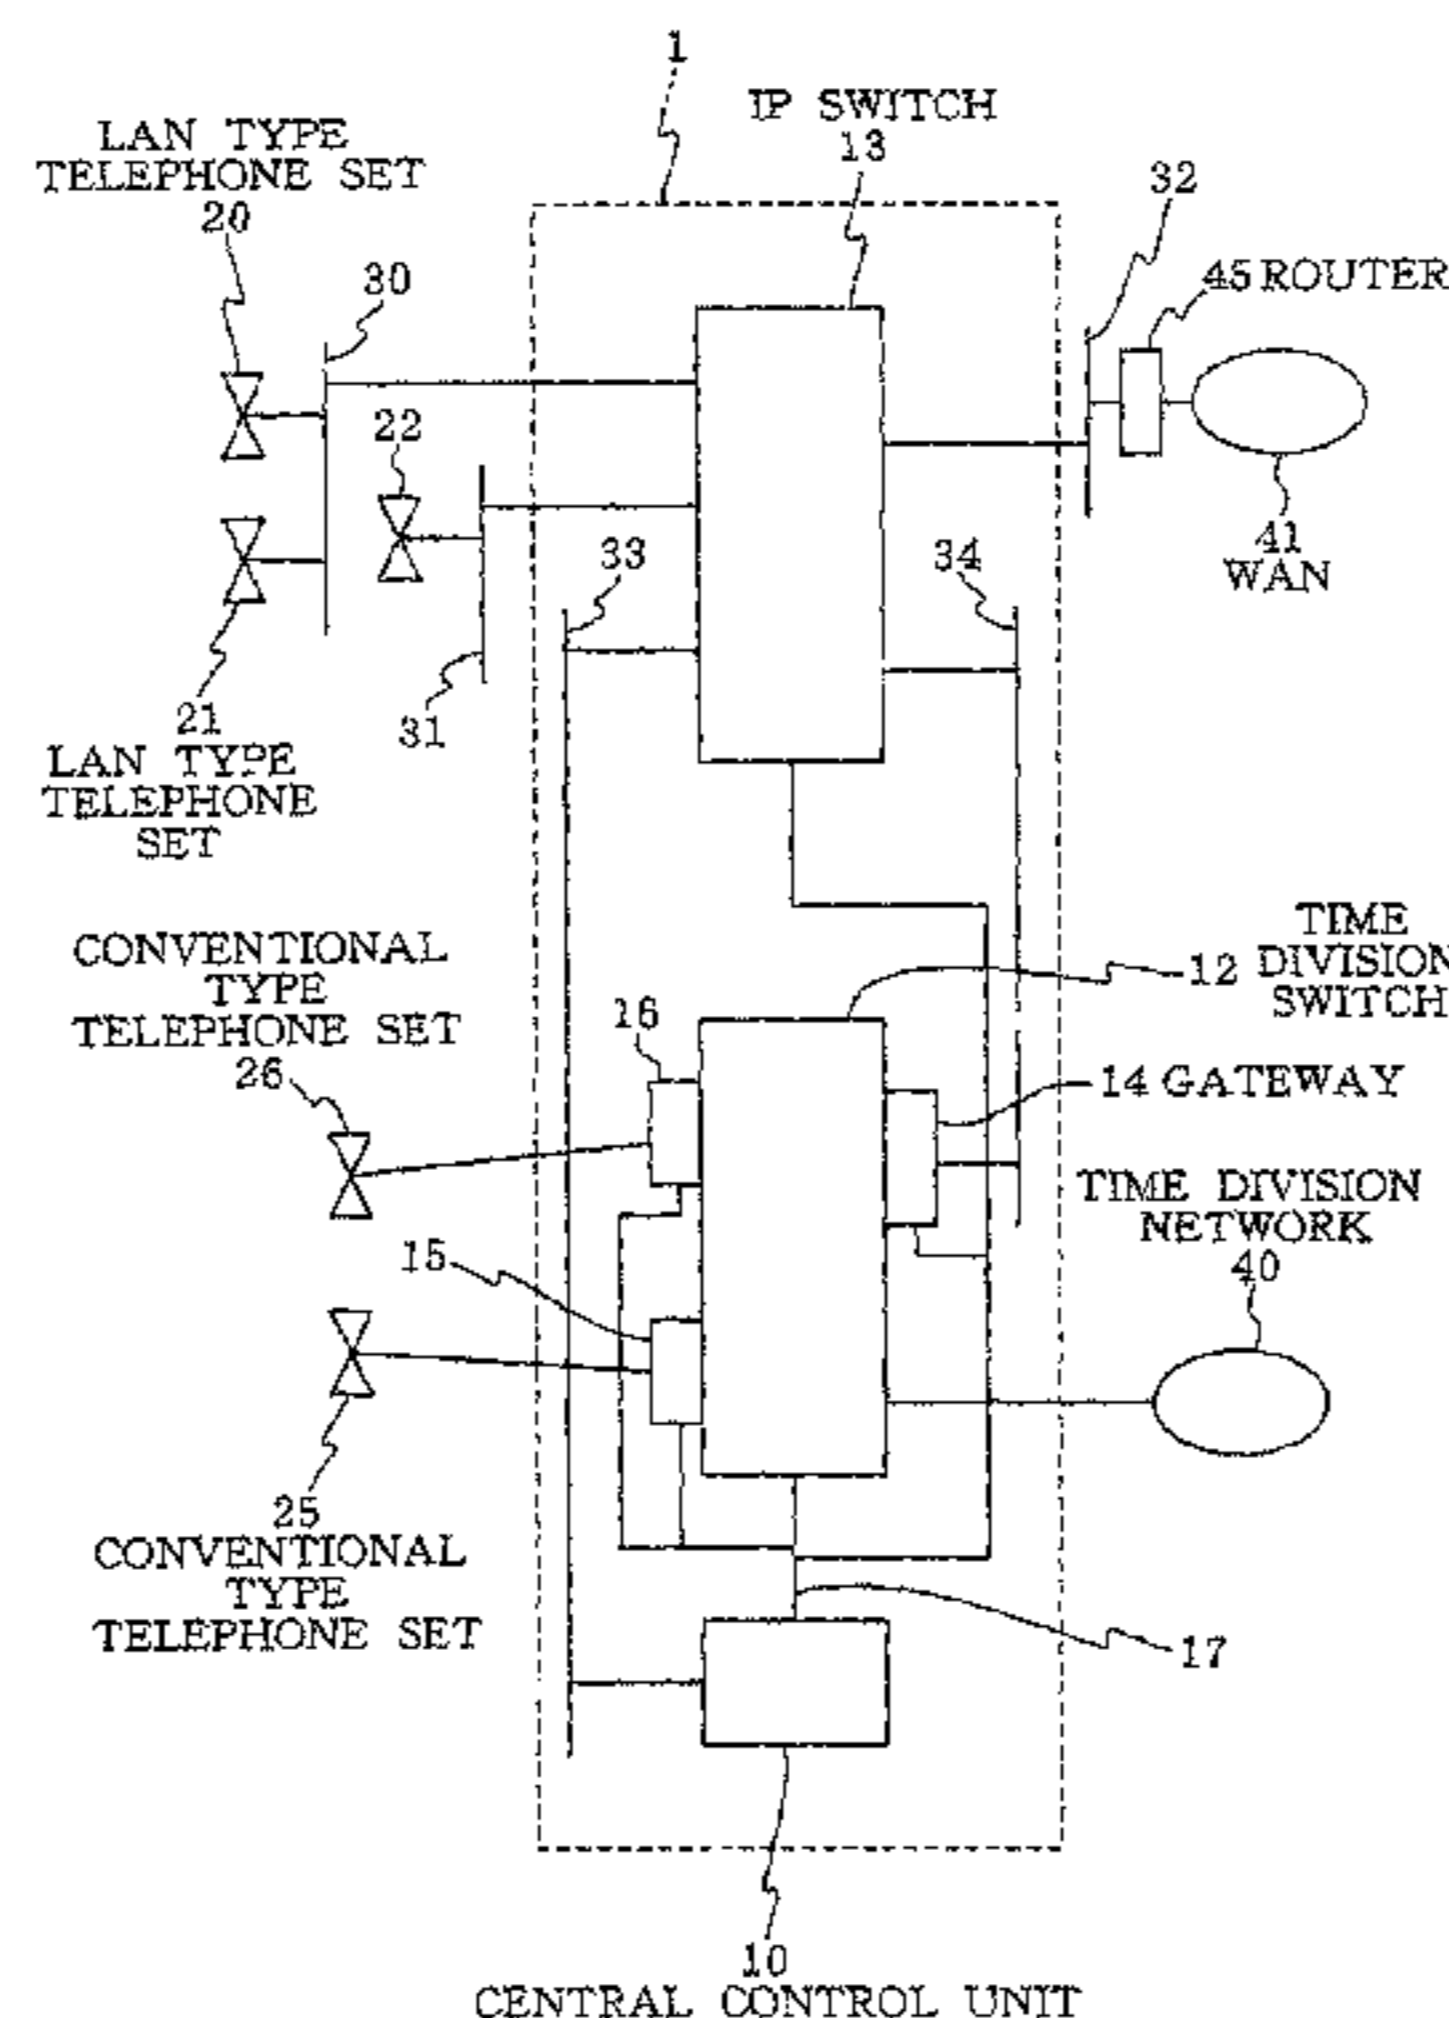 1
IP SWITCH
13
LAN TYPE
TELEPHONE SET
20
32
30
45 ROUTER
22
41
WAN
33
34
21
LAN TYPE
TELEPHONE
SET
31
TIME
12 DIVISION
SWITCH
CONVENTIONAL
TYPE
TELEPHONE SET
26
16
14 GATEWAY
TIME DIVISION
NETWORK
40
15
25
CONVENTIONAL
TYPE
TELEPHONE SET
17
10
CENTRAL CONTROL UNIT